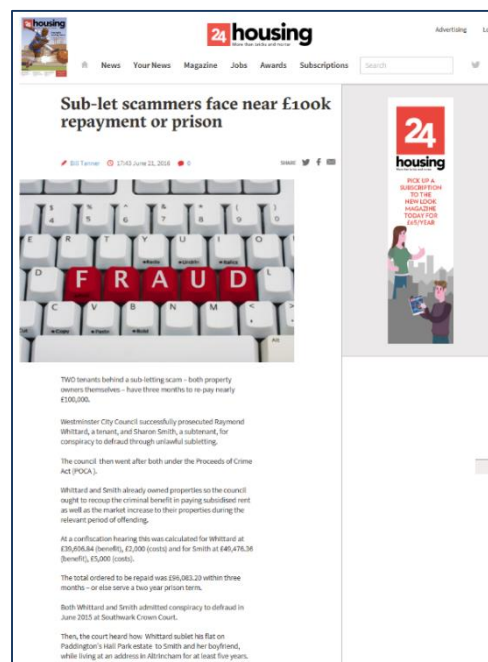 housing
24 housing
More than bricks and mortar
Advertising
News Your News Magazine Jobs Awards Subscriptions
Search
Sub-let scammers face near £100k
repayment or prison
Bill Tanner 17:43 June 21, 2016 0
SHARE
24
housing
PICK UP A
SUBSCRIPTION
TO THE
NEW LOOK
MAGAZINE
TODAY FOR
£65/YEAR
E R T Y U I O
D F R A U D L
C V B N M
Alt
TWO tenants behind a sub-letting scam – both property
owners themselves – have three months to re-pay nearly
£100,000.
Westminster City Council successfully prosecuted Raymond
Whittard, a tenant, and Sharon Smith, a subtenant, for
conspiracy to defraud through unlawful subletting.
The council then went after both under the Proceeds of Crime
Act (POCA ).
Whittard and Smith already owned properties so the council
ought to recoup the criminal benefit in paying subsidised rent
as well as the market increase to their properties during the
relevant period of offending.
At a confiscation hearing this was calculated for Whittard at
£39,606.84 (benefit), £2,000 (costs) and for Smith at £49,476.36
(benefit), £5,000 (costs).
The total ordered to be repaid was £96,083.20 within three
months – or else serve a two year prison term.
Both Whittard and Smith admitted conspiracy to defraud in
June 2015 at Southwark Crown Court.
Then, the court heard how Whittard sublet his flat on
Paddington's Hall Park estate to Smith and her boyfriend,
while living at an address in Altrincham for at least five years.